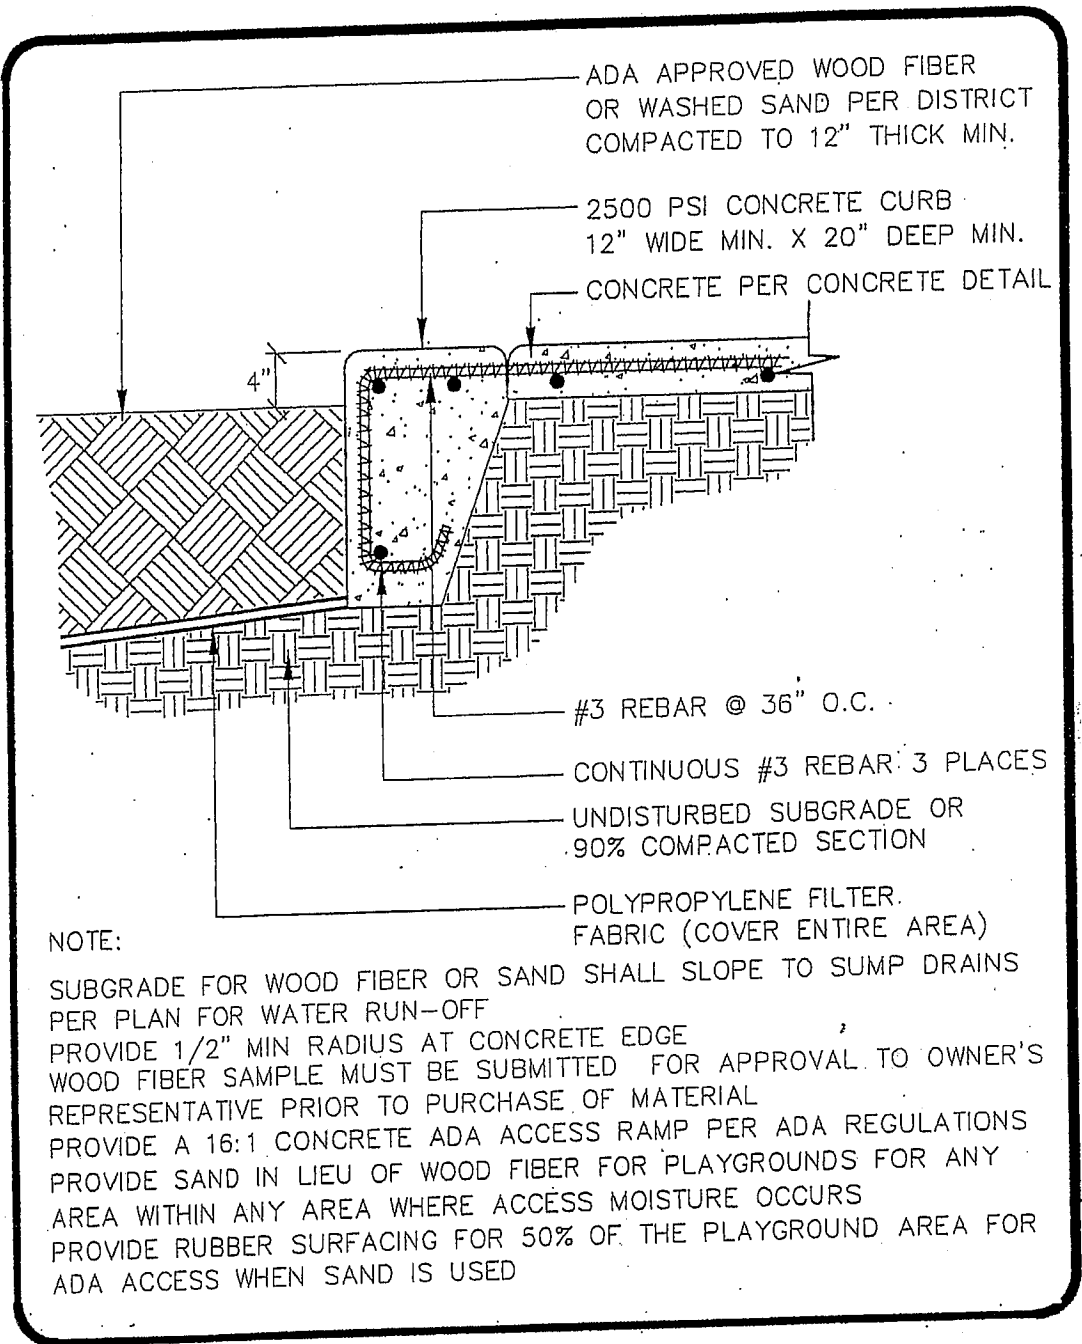 ADA APPROVED WOOD FIBER
OR WASHED SAND PER DISTRICT
COMPACTED TO 12" THICK MIN.
2500 PSI CONCRETE CURB
12" WIDE MIN. X 20" DEEP MIN.
CONCRETE PER CONCRETE DETAIL
4"
#3 REBAR @ 36" O.C.
CONTINUOUS #3 REBAR 3 PLACES
UNDISTURBED SUBGRADE OR
90% COMPACTED SECTION
POLYPROPYLENE FILTER
FABRIC (COVER ENTIRE AREA)
NOTE:
SUBGRADE FOR WOOD FIBER OR SAND SHALL SLOPE TO SUMP DRAINS
PER PLAN FOR WATER RUN-OFF
PROVIDE 1/2" MIN RADIUS AT CONCRETE EDGE
WOOD FIBER SAMPLE MUST BE SUBMITTED FOR APPROVAL TO OWNER'S
REPRESENTATIVE PRIOR TO PURCHASE OF MATERIAL
PROVIDE A 16:1 CONCRETE ADA ACCESS RAMP PER ADA REGULATIONS
PROVIDE SAND IN LIEU OF WOOD FIBER FOR PLAYGROUNDS FOR ANY
AREA WITHIN ANY AREA WHERE ACCESS MOISTURE OCCURS
PROVIDE RUBBER SURFACING FOR 50% OF THE PLAYGROUND AREA FOR
ADA ACCESS WHEN SAND IS USED